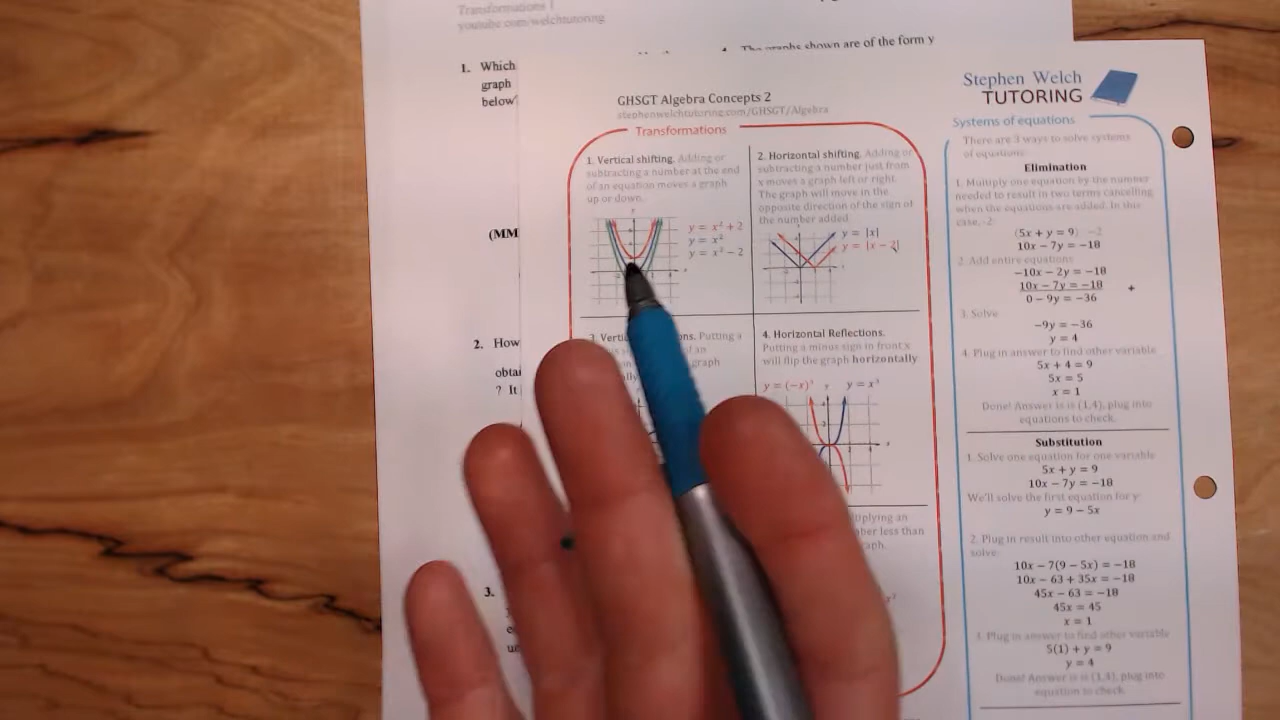 Transformations 1
youtube.com/welchtutoring
The graphs shown are of the form y
1. Which
graph
below
(MM
2. How
obtai
? It
3.
GHSGT Algebra Concepts 2
stephenwelchtutoring.com/GHSGT/Algebra
Transformations
1. Vertical shifting. Adding or
subtracting a number at the end
of an equation moves a graph
up or down.
y = x² + 2
y = x²
y = x² − 2
2. Horizontal shifting. Adding or
subtracting a number just from
x moves a graph left or right.
The graph will move in the
opposite direction of the sign of
the number added
y = |x|
y = |x − 2|
Putting a
graph
4. Horizontal Reflections.
Putting a minus sign in front x
will flip the graph horizontally
y = (−x)³ y = x³
less than
Stephen Welch
TUTORING
Systems of equations
There are 3 ways to solve systems
of equations:
Elimination
1. Multiply one equation by the number
needed to result in two terms cancelling
when the equations are added. In this
case, -2
(5x + y = 9) −2
10x − 7y = −18
2. Add entire equations
−10x − 2y = −18
10x − 7y = −18 +
0 − 9y = −36
3. Solve
−9y = −36
y = 4
4. Plug in answer to find other variable
5x + 4 = 9
5x = 5
x = 1
Done! Answer is is (1,4), plug into
equations to check.
Substitution
1. Solve one equation for one variable
5x + y = 9
10x − 7y = −18
We'll solve the first equation for y:
y = 9 − 5x
2. Plug in result into other equation and
solve.
10x − 7(9 − 5x) = −18
10x − 63 + 35x = −18
45x − 63 = −18
45x = 45
x = 1
3. Plug in answer to find other variable
5(1) + y = 9
y = 4
Done! Answer is is (1,4), plug into
equation to check.